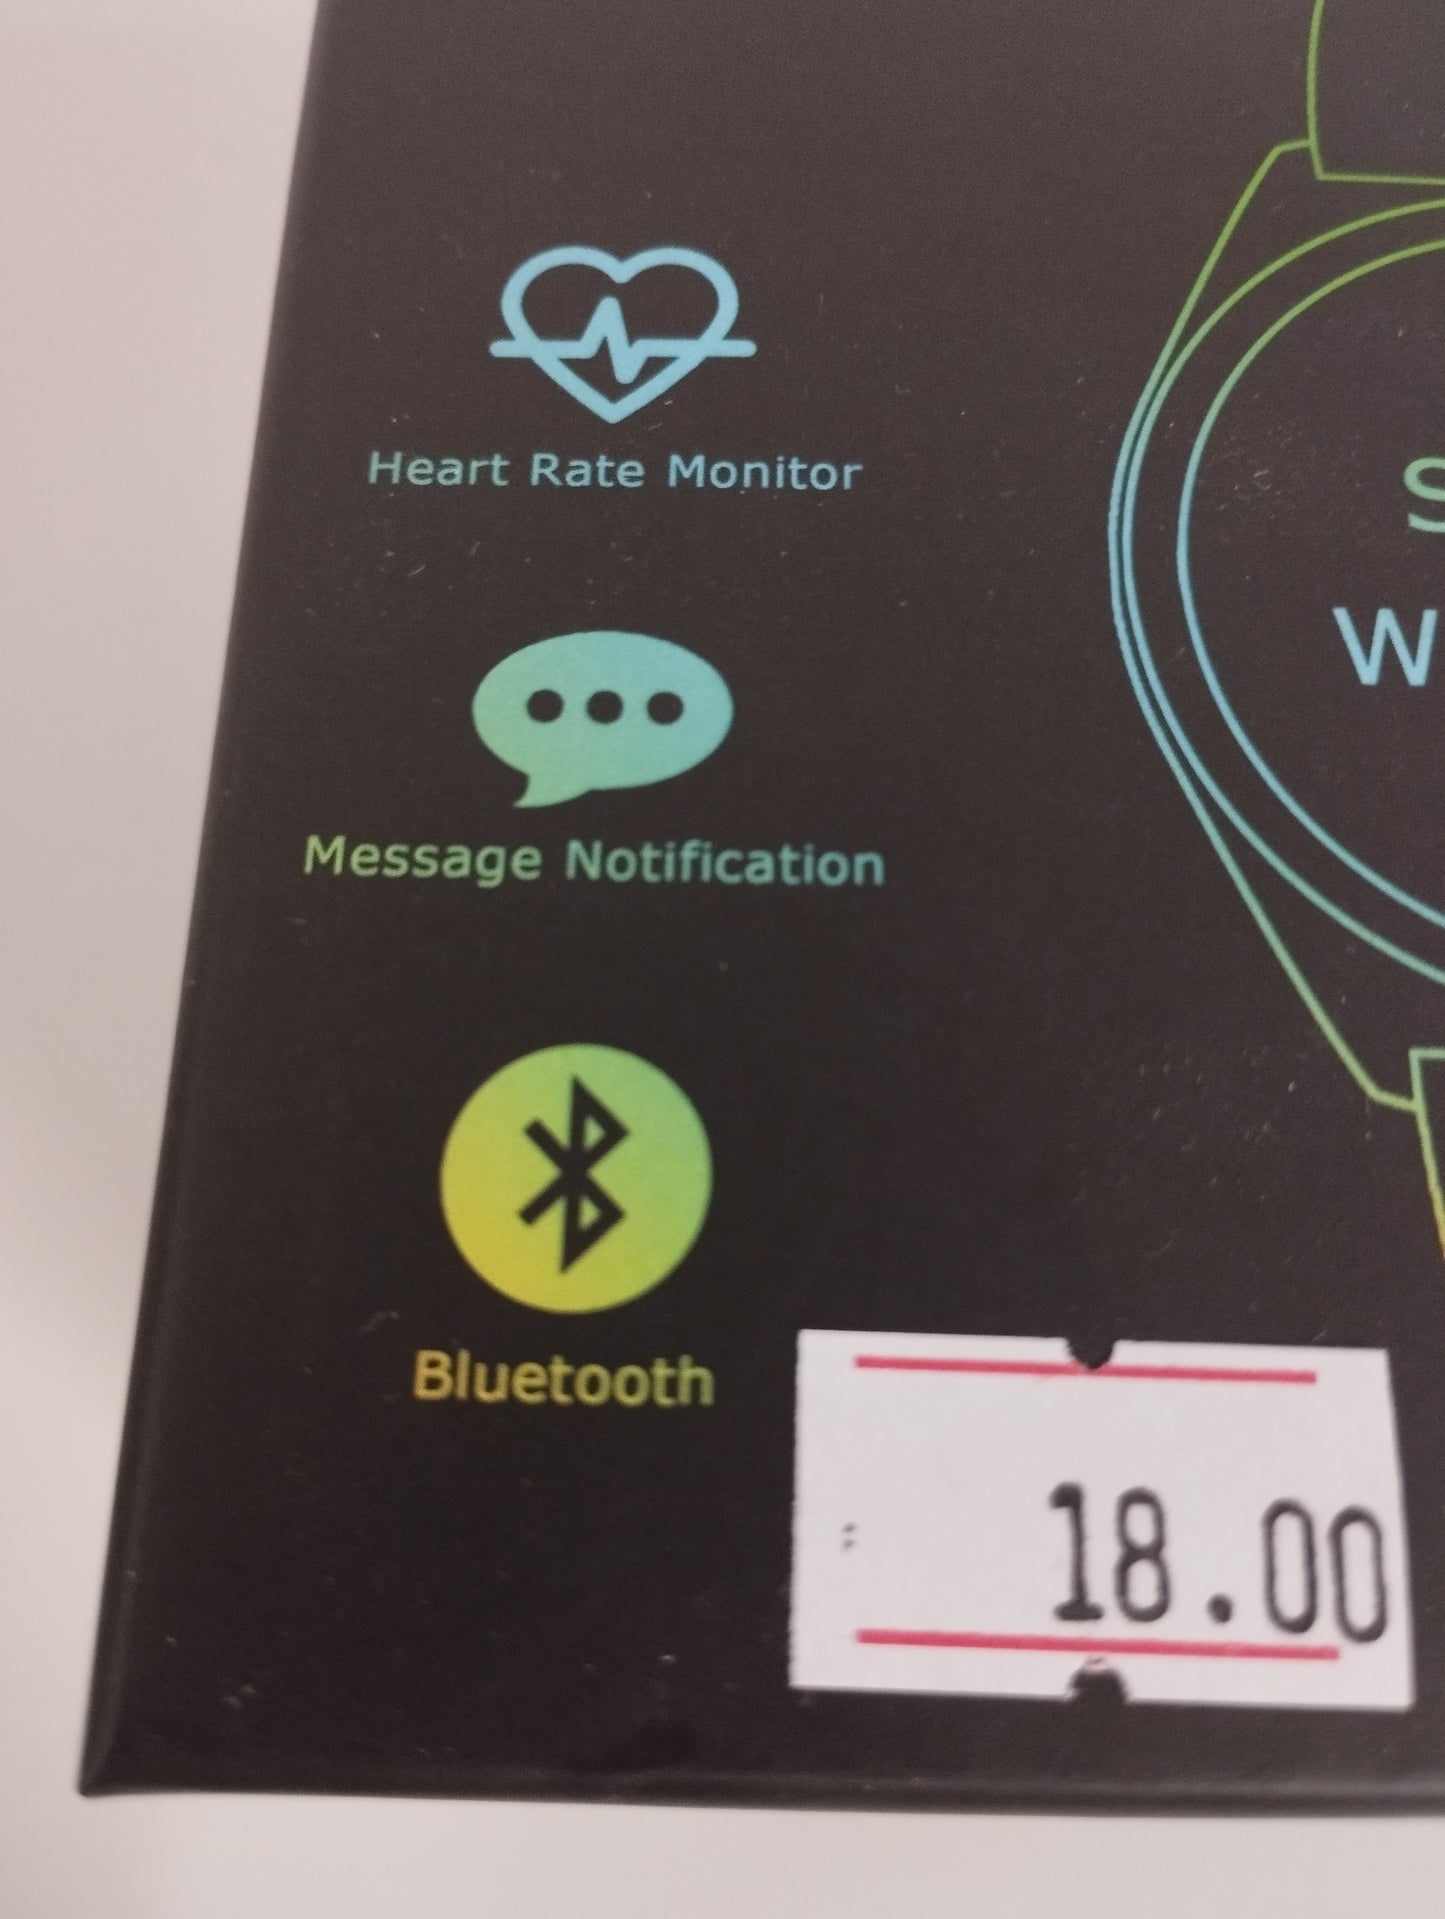 Heart Rate Monitor
S
W
Message Notification
Bluetooth
18.00